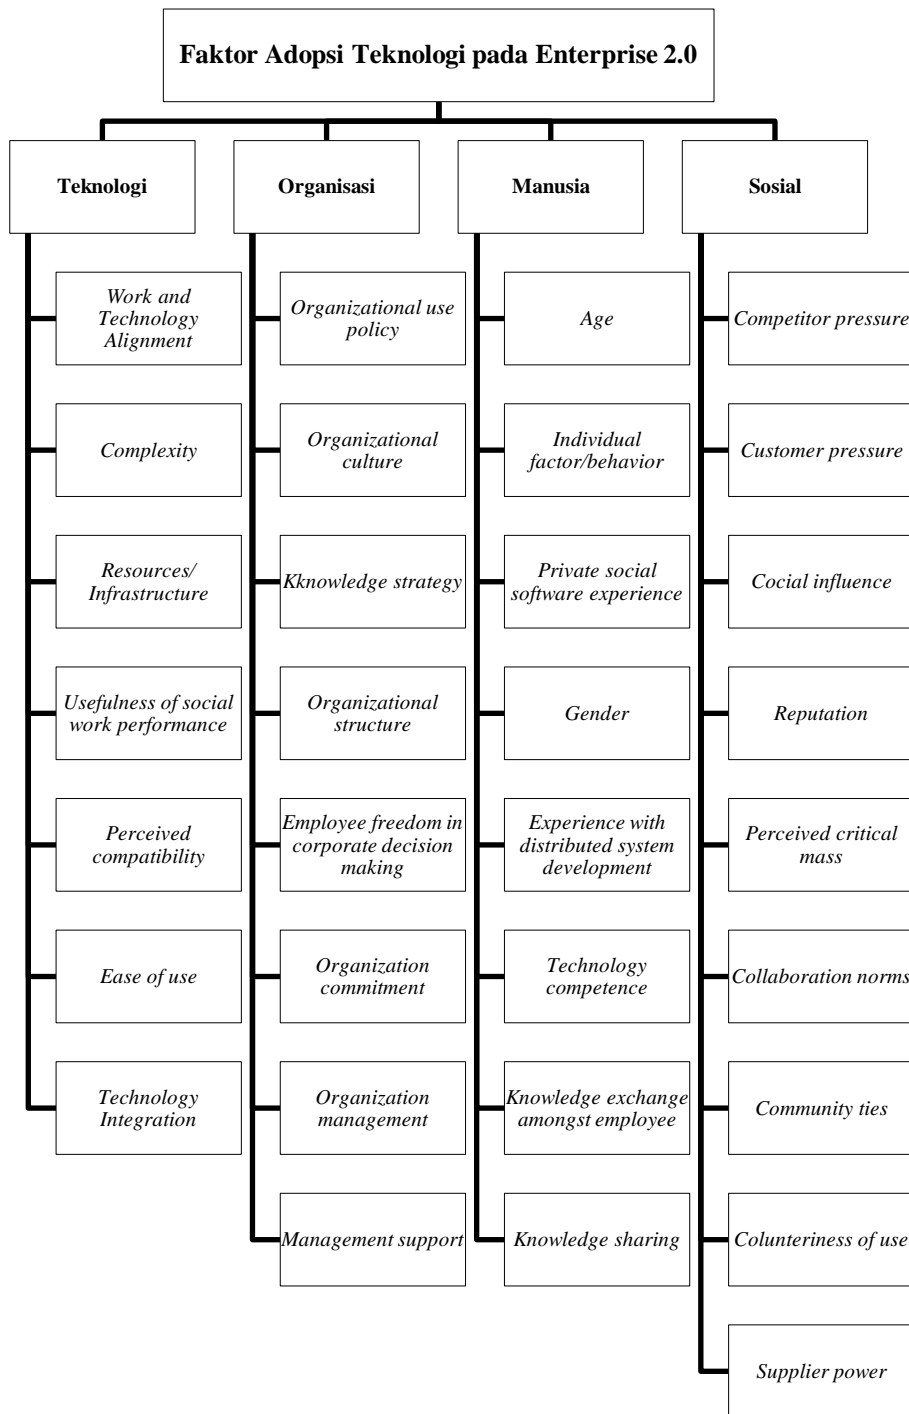 Faktor Adopsi Teknologi pada Enterprise 2.0
Teknologi
Organisasi
Manusia
Sosial
Work and
Technology
Alignment
Complexity
Resources/
Infrastructure
Usefulness of social
work performance
Perceived
compatibility
Ease of use
Technology
Integration
Organizational use
policy
Organizational
culture
Kknowledge strategy
Organizational
structure
Employee freedom in
corporate decision
making
Organization
commitment
Organization
management
Management support
Age
Individual
factor/behavior
Private social
software experience
Gender
Experience with
distributed system
development
Technology
competence
Knowledge exchange
amongst employee
Knowledge sharing
Competitor pressure
Customer pressure
Cocial influence
Reputation
Perceived critical
mass
Collaboration norms
Community ties
Colunteriness of use
Supplier power